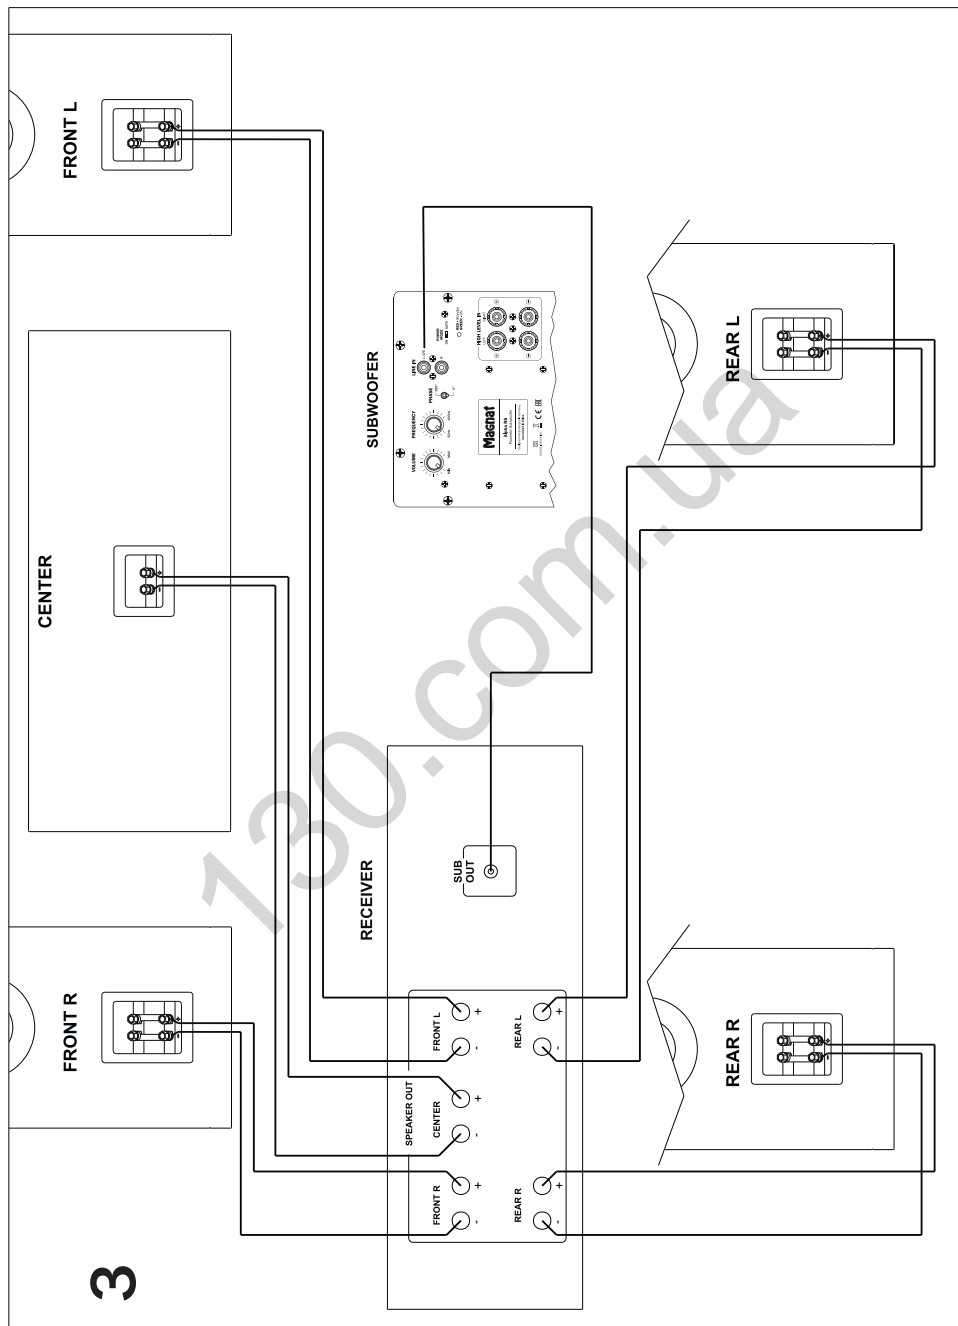 3
FRONT R
CENTER
FRONT L
+
-
+
-
+
-
RECEIVER
SUBWOOFER
SPEAKER OUT
FRONT R
CENTER
FRONT L
-
+
-
+
-
+
REAR R
REAR L
-
+
-
+
SUB
OUT
VOLUME
FREQUENCY
PHASE
LINE IN
HIGH LEVEL IN
Magnat
CE
REAR R
REAR L
+
-
+
-
130.com.ua